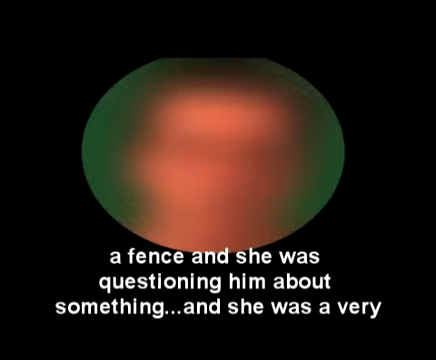 a fence and she was
questioning him about
something...and she was a very